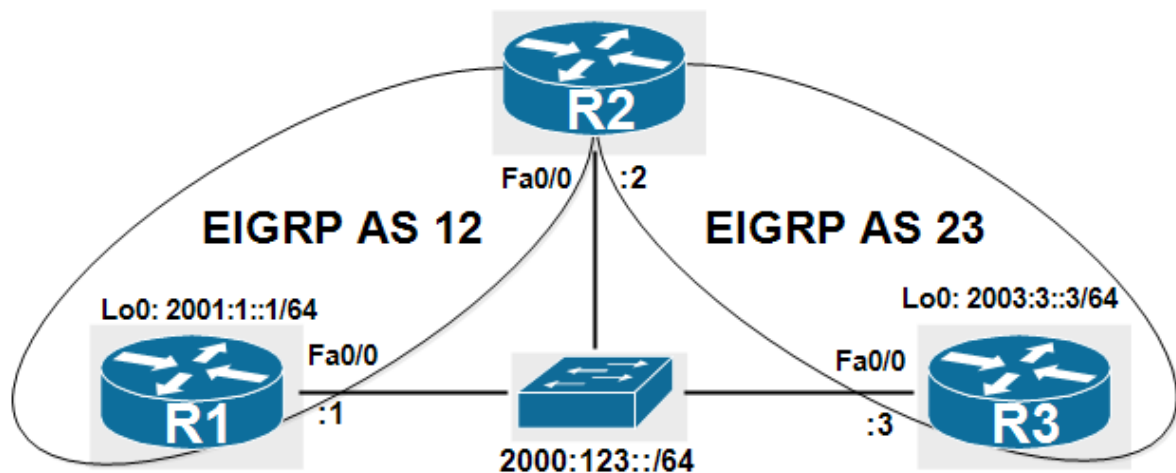 R2
Fa0/0
:2
EIGRP AS 12
EIGRP AS 23
Lo0: 2001:1::1/64
Lo0: 2003:3::3/64
Fa0/0
Fa0/0
R1
:1
:3
R3
2000:123::/64